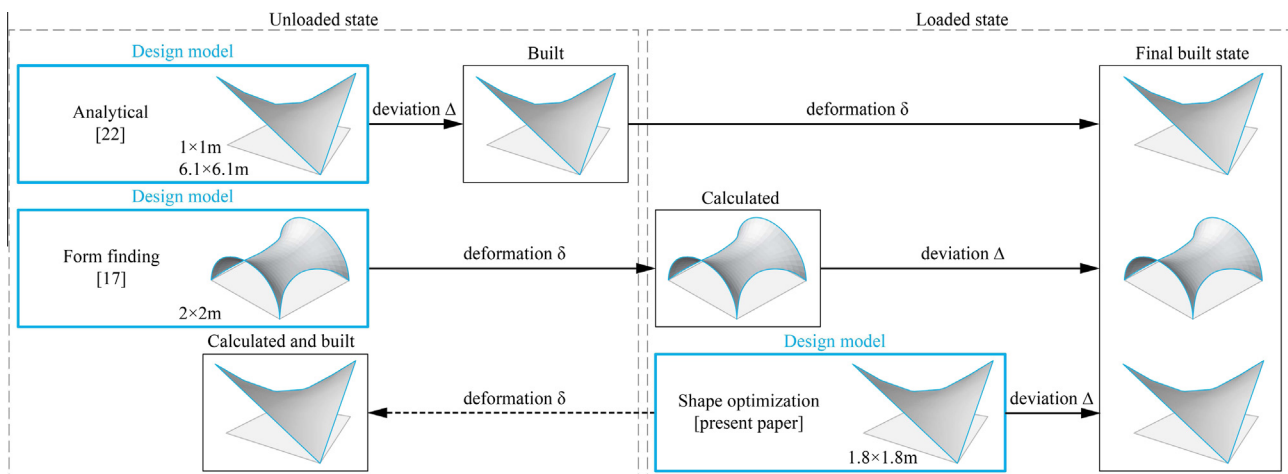 Unloaded state
Loaded state
Design model
Built
Final built state
Analytical
[22]
1×1m
6.1×6.1m
deviation Δ
deformation δ
Design model
Calculated
Form finding
[17]
2×2m
deformation δ
deviation Δ
Calculated and built
Design model
deformation δ
Shape optimization
[present paper]
1.8×1.8m
deviation Δ